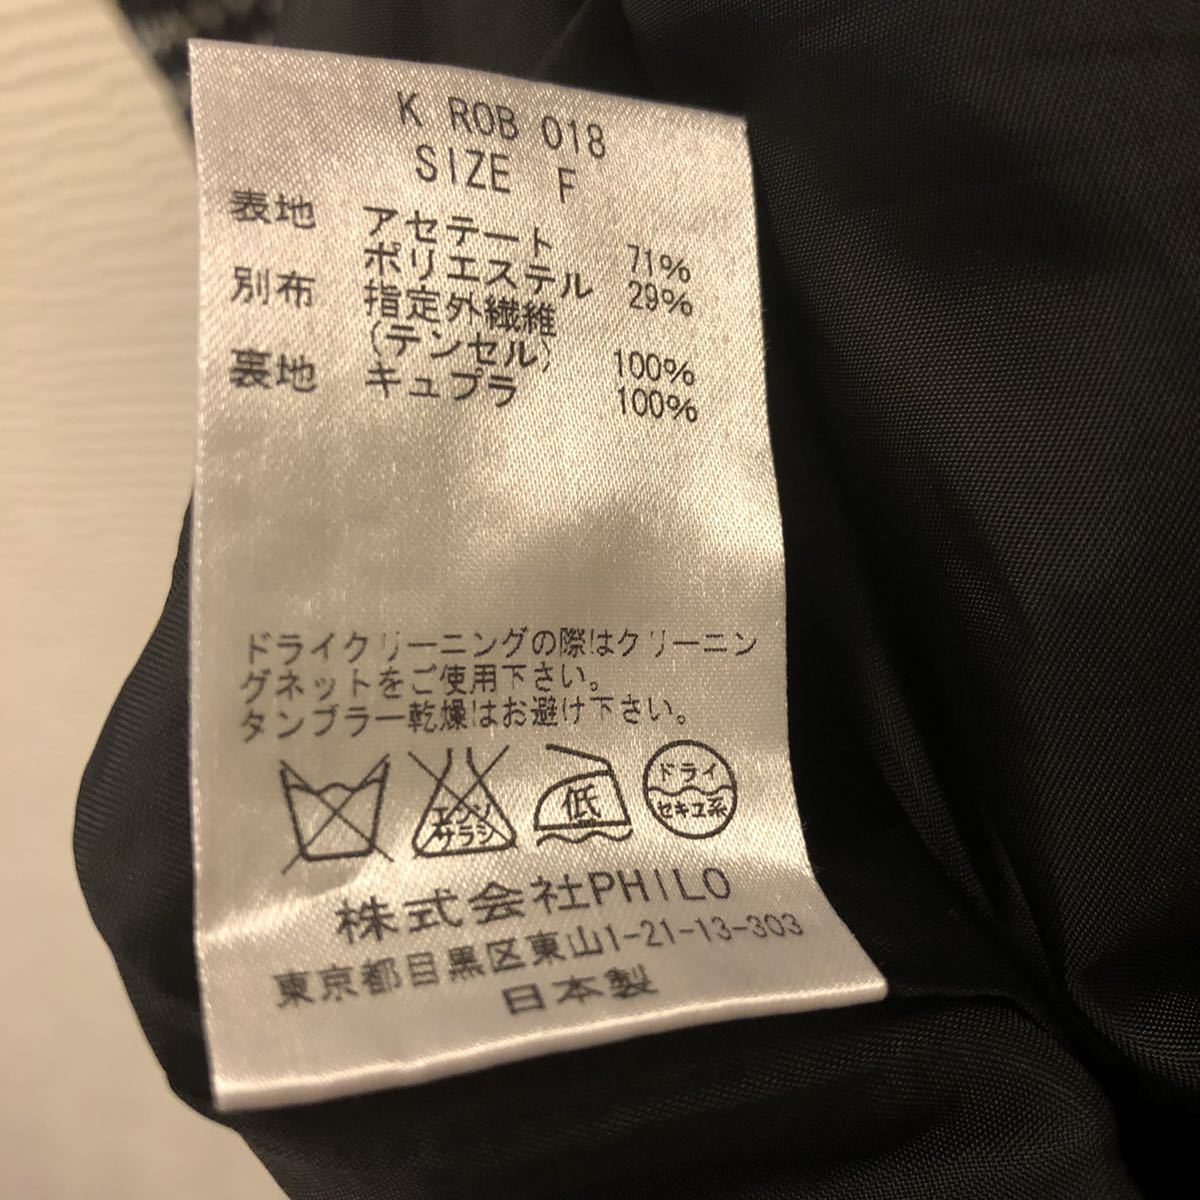 K ROB 018
SIZE F
表地 アセテート 71%
ポリエステル 29%
別布 指定外繊維
(テンセル) 100%
裏地 キュプラ 100%
ドライクリーニングの際はクリーニン
グネットをご使用下さい。
タンブラー乾燥はお避け下さい。
エンソ
サラシ
低
ドライ
セキユ系
株式会社PHILO
東京都目黒区東山1-21-13-303
日本製